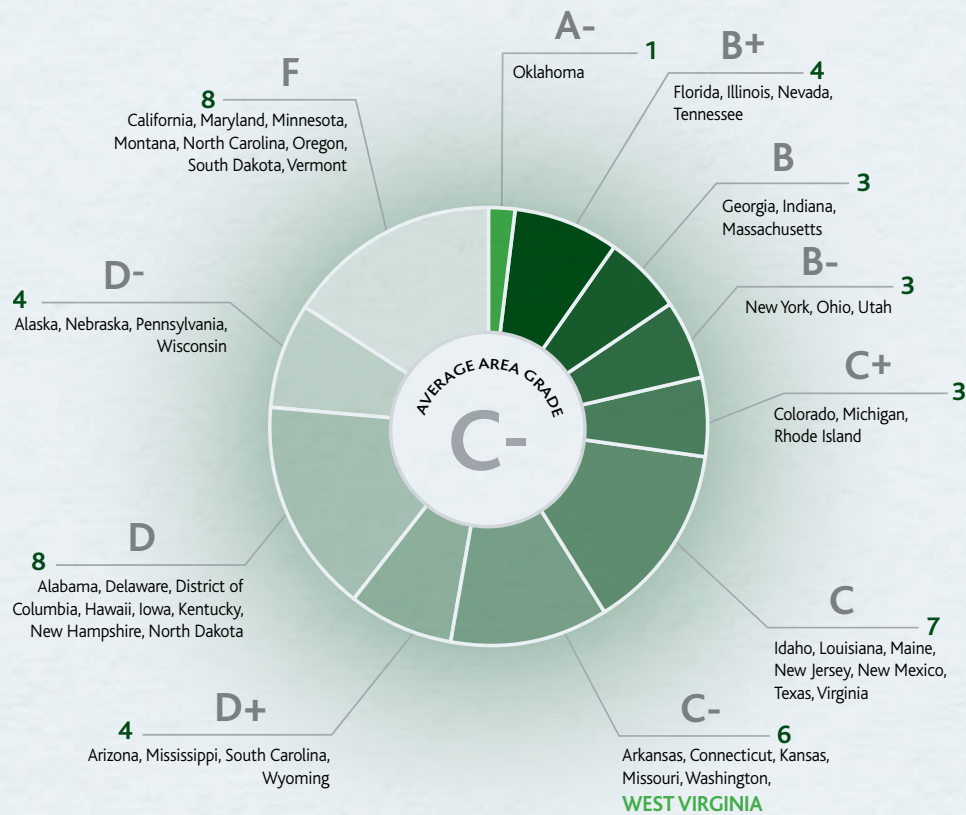 A-
1
Oklahoma
B+
4
Florida, Illinois, Nevada,
Tennessee
B
3
Georgia, Indiana,
Massachusetts
B-
3
New York, Ohio, Utah
C+
3
Colorado, Michigan,
Rhode Island
C
7
Idaho, Louisiana, Maine,
New Jersey, New Mexico,
Texas, Virginia
C-
6
Arkansas, Connecticut, Kansas,
Missouri, Washington,
WEST VIRGINIA
D+
4
Arizona, Mississippi, South Carolina,
Wyoming
D
8
Alabama, Delaware, District of
Columbia, Hawaii, Iowa, Kentucky,
New Hampshire, North Dakota
D-
4
Alaska, Nebraska, Pennsylvania,
Wisconsin
F
8
California, Maryland, Minnesota,
Montana, North Carolina, Oregon,
South Dakota, Vermont
AVERAGE AREA GRADE
C-